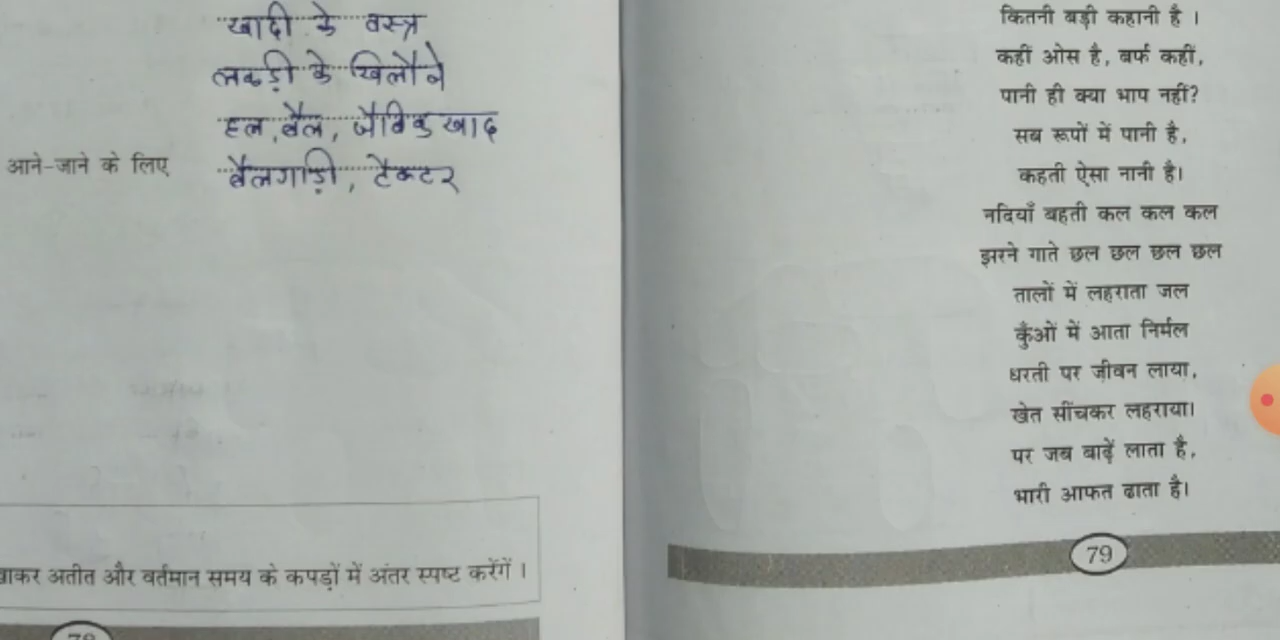 खादी के वस्त्र
लकड़ी के खिलौने
हल, बैल, जैविक खाद
आने-जाने के लिए बैलगाड़ी, टैक्टर
अतीत और वर्तमान समय के कपड़ों में अंतर स्पष्ट करेंगें ।
78
कितनी बड़ी कहानी है ।
कहीं ओस है, बर्फ कहीं,
पानी ही क्या भाप नहीं?
सब रूपों में पानी है,
कहती ऐसा नानी है।
नदियाँ बहती कल कल कल
झरने गाते छल छल छल छल
तालों में लहराता जल
कुँओं में आता निर्मल
धरती पर जीवन लाया,
खेत सींचकर लहराया।
पर जब बाढ़ें लाता है,
भारी आफत ढाता है।
79